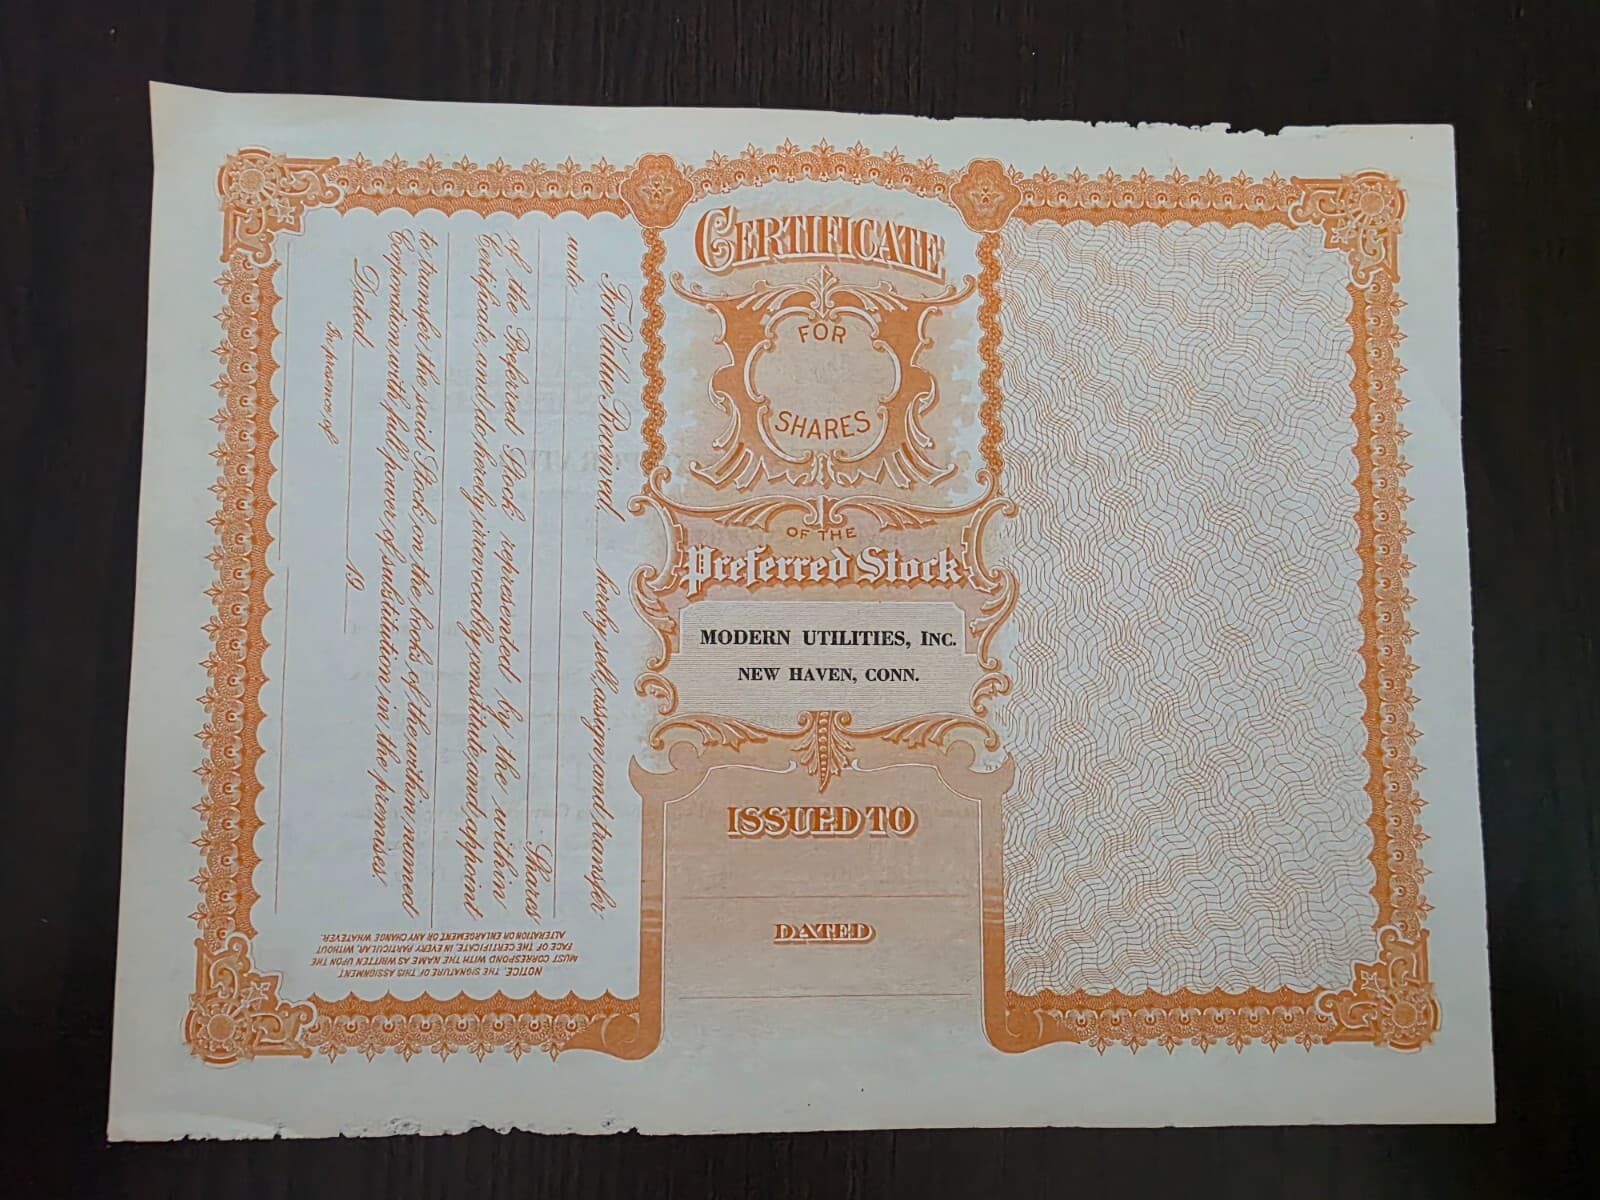 CERTIFICATE
FOR
SHARES
OF THE
Preferred Stock
MODERN UTILITIES, INC.
NEW HAVEN, CONN.
ISSUED TO
DATED
For Value Received, hereby sell, assign and transfer
unto
Shares
of the Preferred Stock represented by the within
Certificate, and do hereby irrevocably constitute and appoint
to transfer the said Stock on the books of the within named
Corporation with full power of substitution in the premises.
Dated 19
In presence of
NOTICE. THE SIGNATURE OF THIS ASSIGNMENT
MUST CORRESPOND WITH THE NAME AS WRITTEN UPON THE
FACE OF THE CERTIFICATE, IN EVERY PARTICULAR, WITHOUT
ALTERATION OR ENLARGEMENT OR ANY CHANGE WHATEVER.